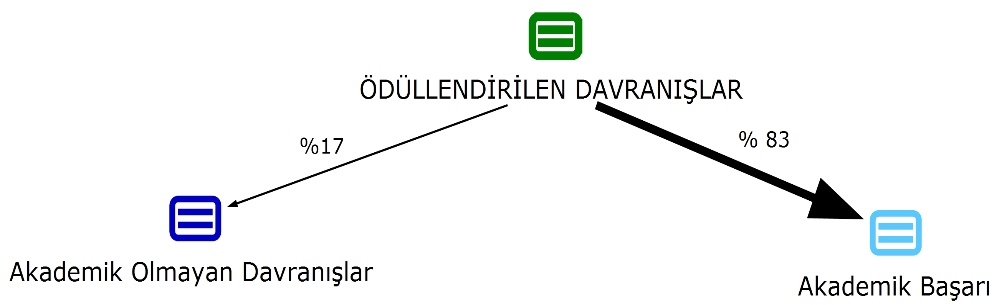 ÖDÜLLENDİRİLEN DAVRANIŞLAR
%17
% 83
Akademik Olmayan Davranışlar
Akademik Başarı